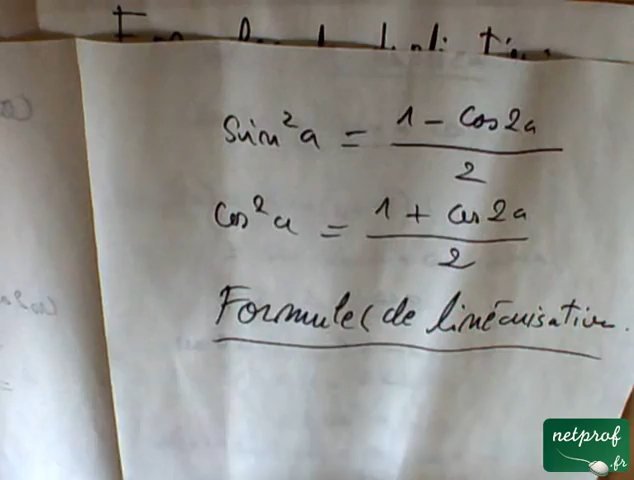 sin²a = 1 - cos2a / 2
cos²a = 1 + cos2a / 2
Formules de linéarisation.
netprof
.fr